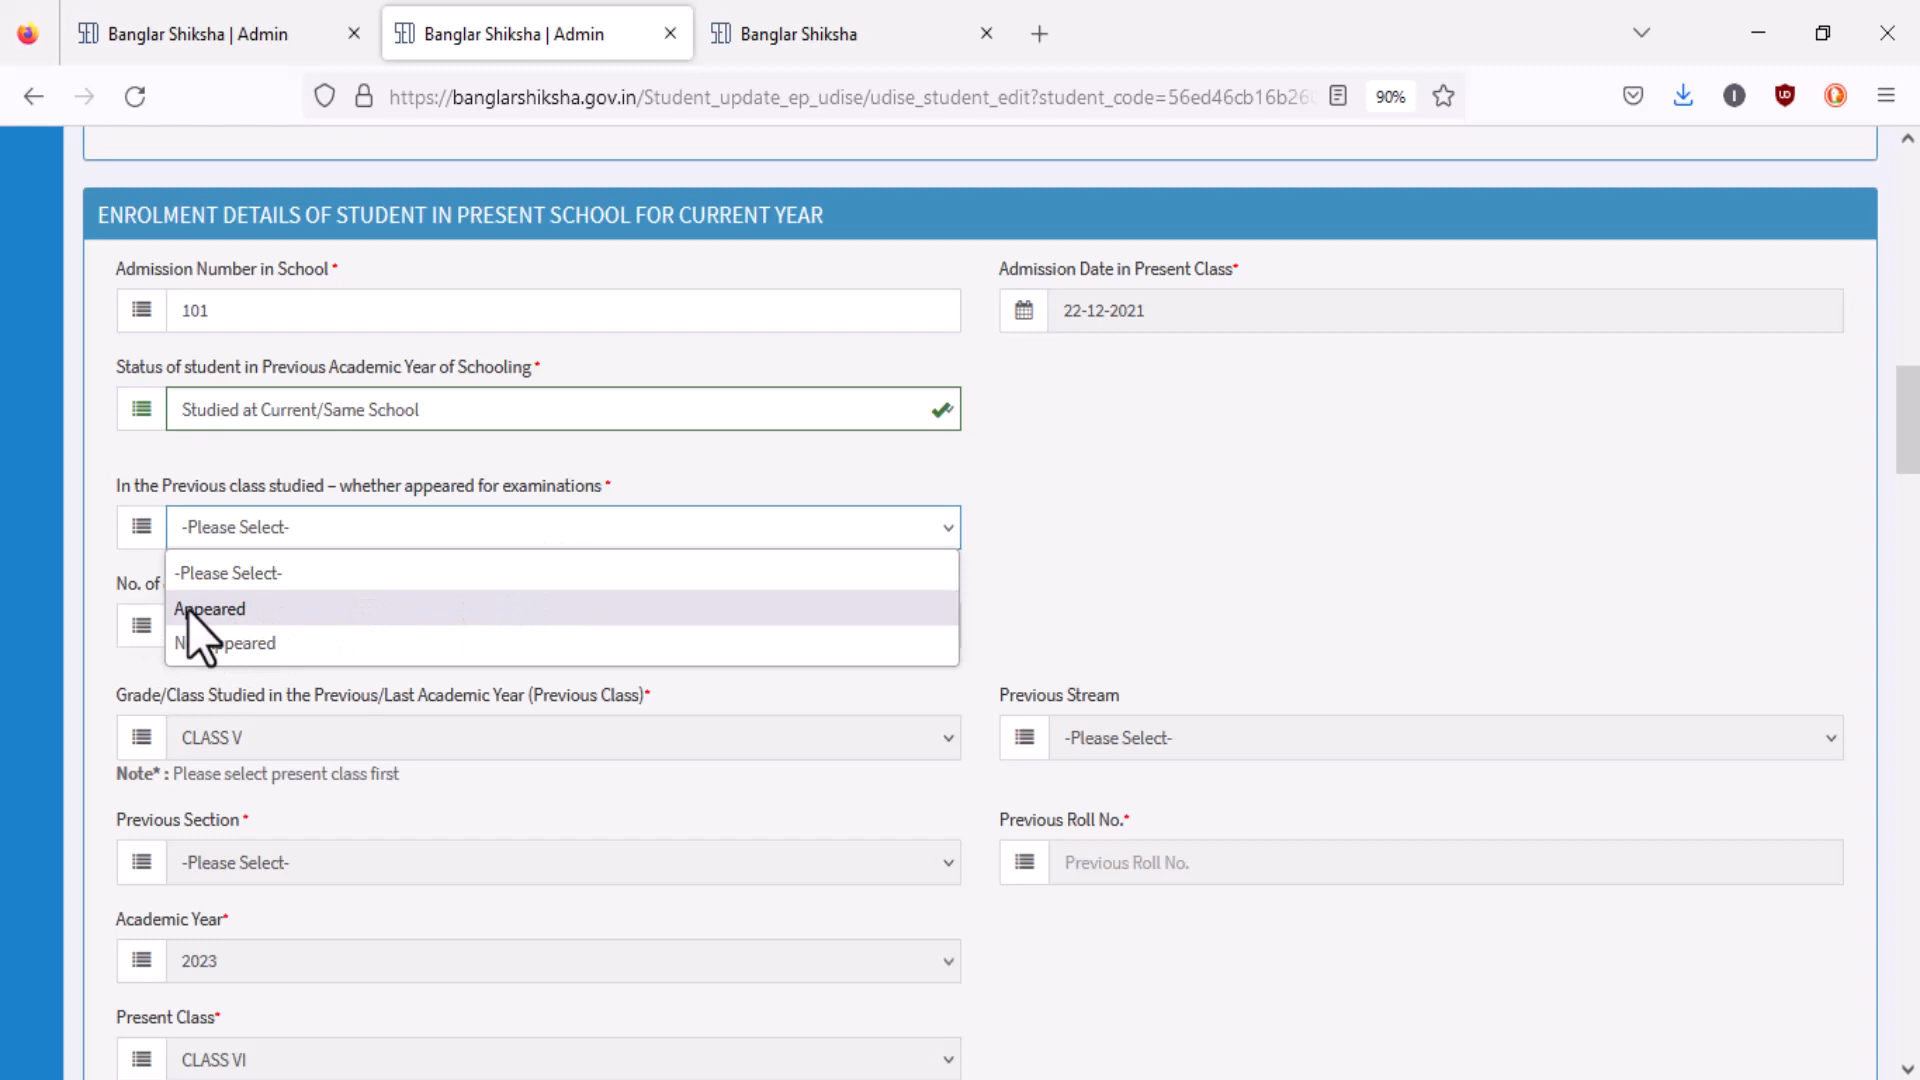 Banglar Shiksha | Admin
Banglar Shiksha | Admin
Banglar Shiksha
https://banglarshiksha.gov.in/Student_update_ep_udise/udise_student_edit?student_code=56ed46cb16b26
90%
ENROLMENT DETAILS OF STUDENT IN PRESENT SCHOOL FOR CURRENT YEAR
Admission Number in School *
Admission Date in Present Class*
101
22-12-2021
Status of student in Previous Academic Year of Schooling *
Studied at Current/Same School
In the Previous class studied – whether appeared for examinations *
-Please Select-
-Please Select-
No. of
Appeared
Grade/Class Studied in the Previous/Last Academic Year (Previous Class)*
Previous Stream
CLASS V
-Please Select-
Note* : Please select present class first
Previous Section *
Previous Roll No.*
-Please Select-
Previous Roll No.
Academic Year*
2023
Present Class*
CLASS VI